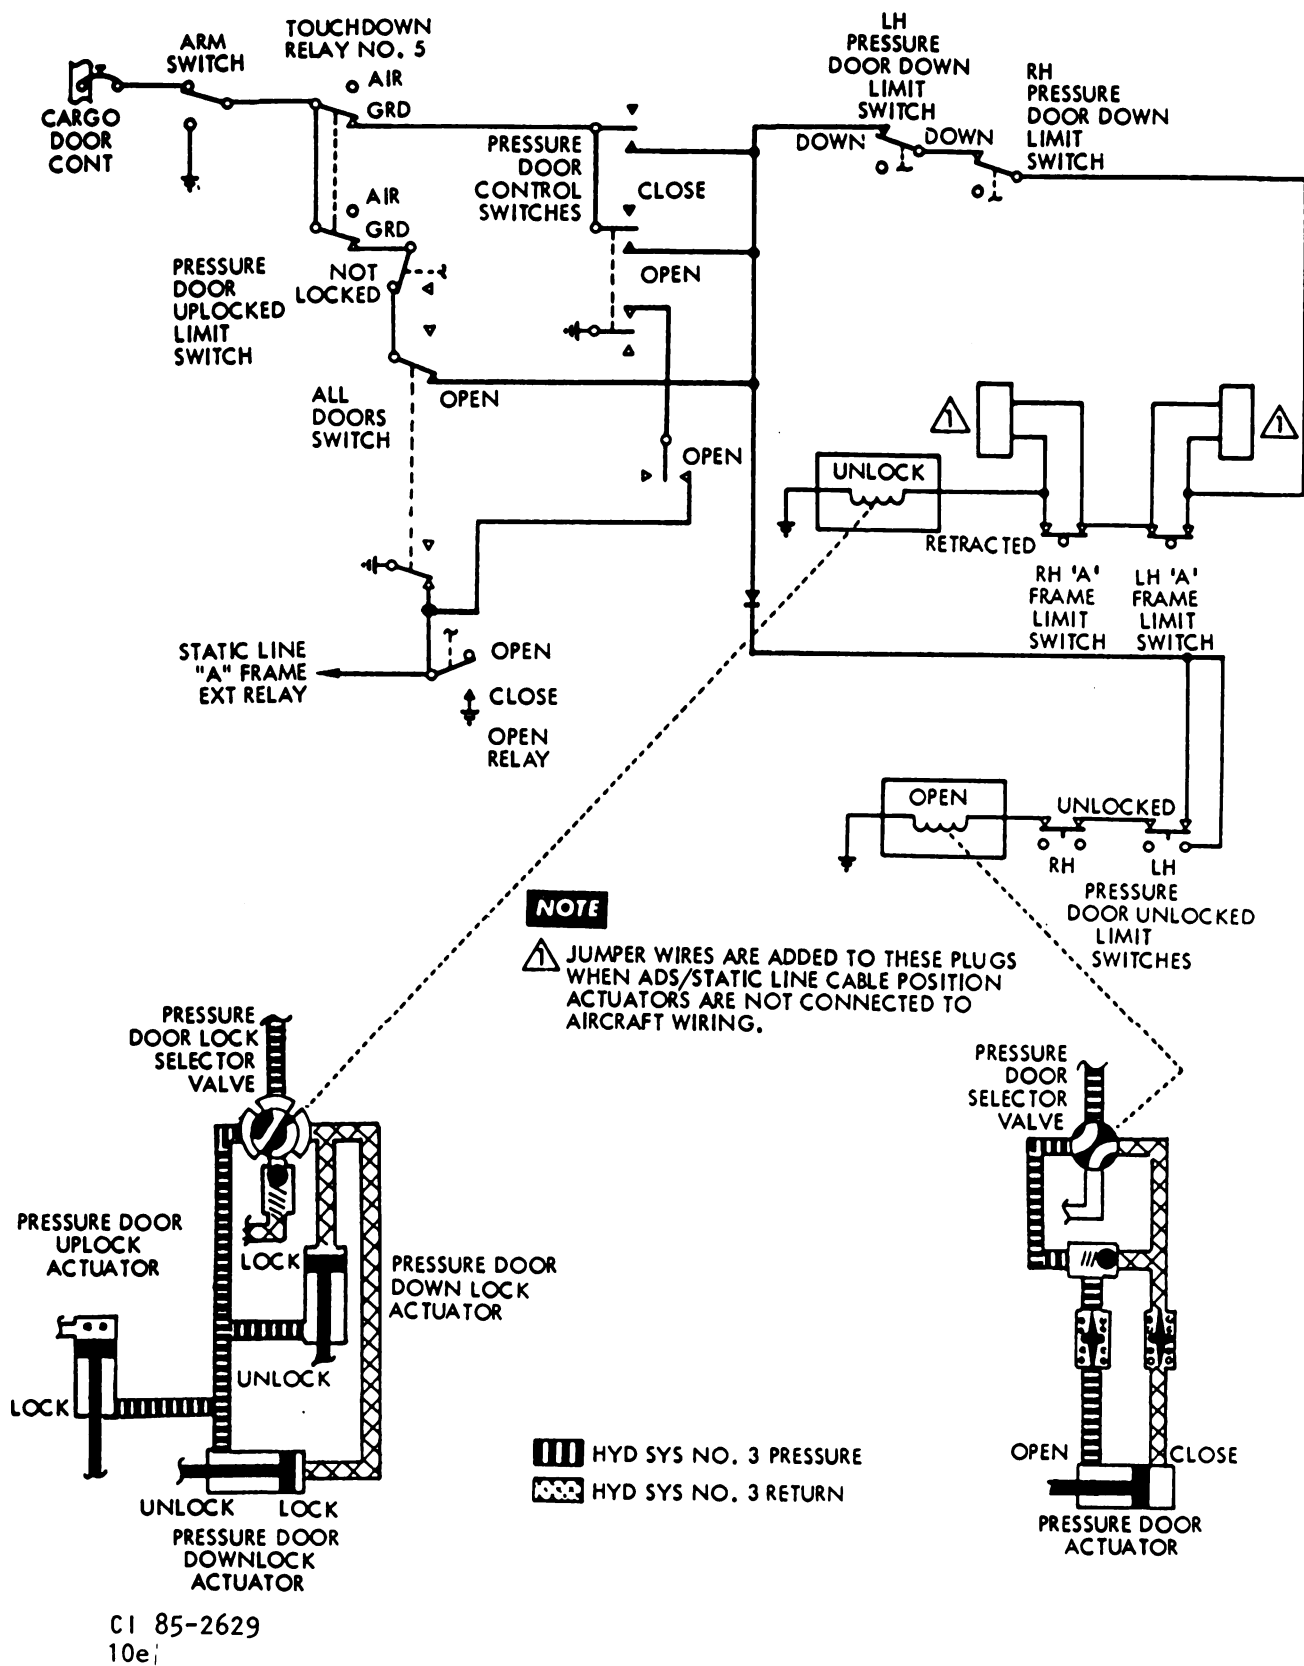 ARM
SWITCH
TOUCHDOWN
RELAY NO. 5
AIR
GRD
CARGO
DOOR
CONT
LH
PRESSURE
DOOR DOWN
LIMIT
SWITCH
RH
PRESSURE
DOOR DOWN
LIMIT
SWITCH
DOWN
DOWN
PRESSURE
DOOR
CONTROL
SWITCHES
CLOSE
OPEN
AIR
GRD
NOT
LOCKED
PRESSURE
DOOR
UPLOCKED
LIMIT
SWITCH
ALL
DOORS
SWITCH
OPEN
OPEN
UNLOCK
1
1
RETRACTED
RH 'A'
FRAME
LIMIT
SWITCH
LH 'A'
FRAME
LIMIT
SWITCH
STATIC LINE
"A" FRAME
EXT RELAY
OPEN
CLOSE
OPEN
RELAY
OPEN
UNLOCKED
RH
LH
PRESSURE
DOOR UNLOCKED
LIMIT
SWITCHES
NOTE
1 JUMPER WIRES ARE ADDED TO THESE PLUGS
WHEN ADS/STATIC LINE CABLE POSITION
ACTUATORS ARE NOT CONNECTED TO
AIRCRAFT WIRING.
PRESSURE
DOOR LOCK
SELECTOR
VALVE
PRESSURE
DOOR
SELECTOR
VALVE
PRESSURE DOOR
UPLOCK
ACTUATOR
LOCK
PRESSURE DOOR
DOWN LOCK
ACTUATOR
UNLOCK
LOCK
UNLOCK
LOCK
PRESSURE DOOR
DOWNLOCK
ACTUATOR
HYD SYS NO. 3 PRESSURE
HYD SYS NO. 3 RETURN
OPEN
CLOSE
PRESSURE DOOR
ACTUATOR
CI 85-2629
10e